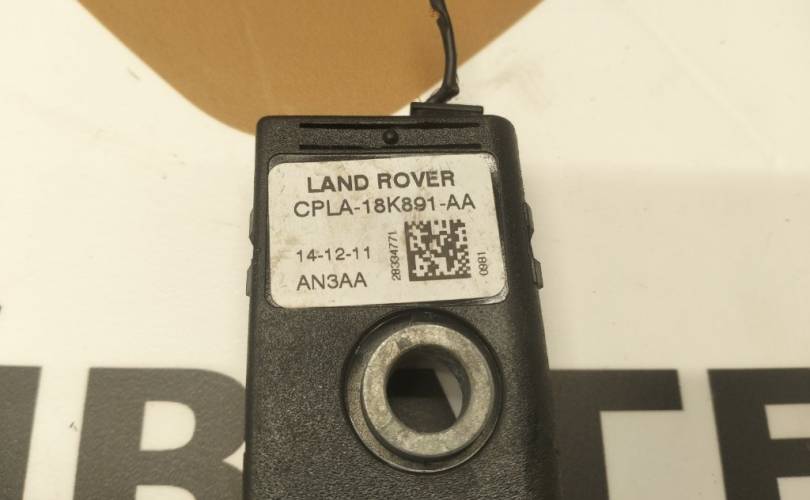 LAND ROVER
CPLA-18K891-AA
14-12-11
AN3AA
28334771
0981